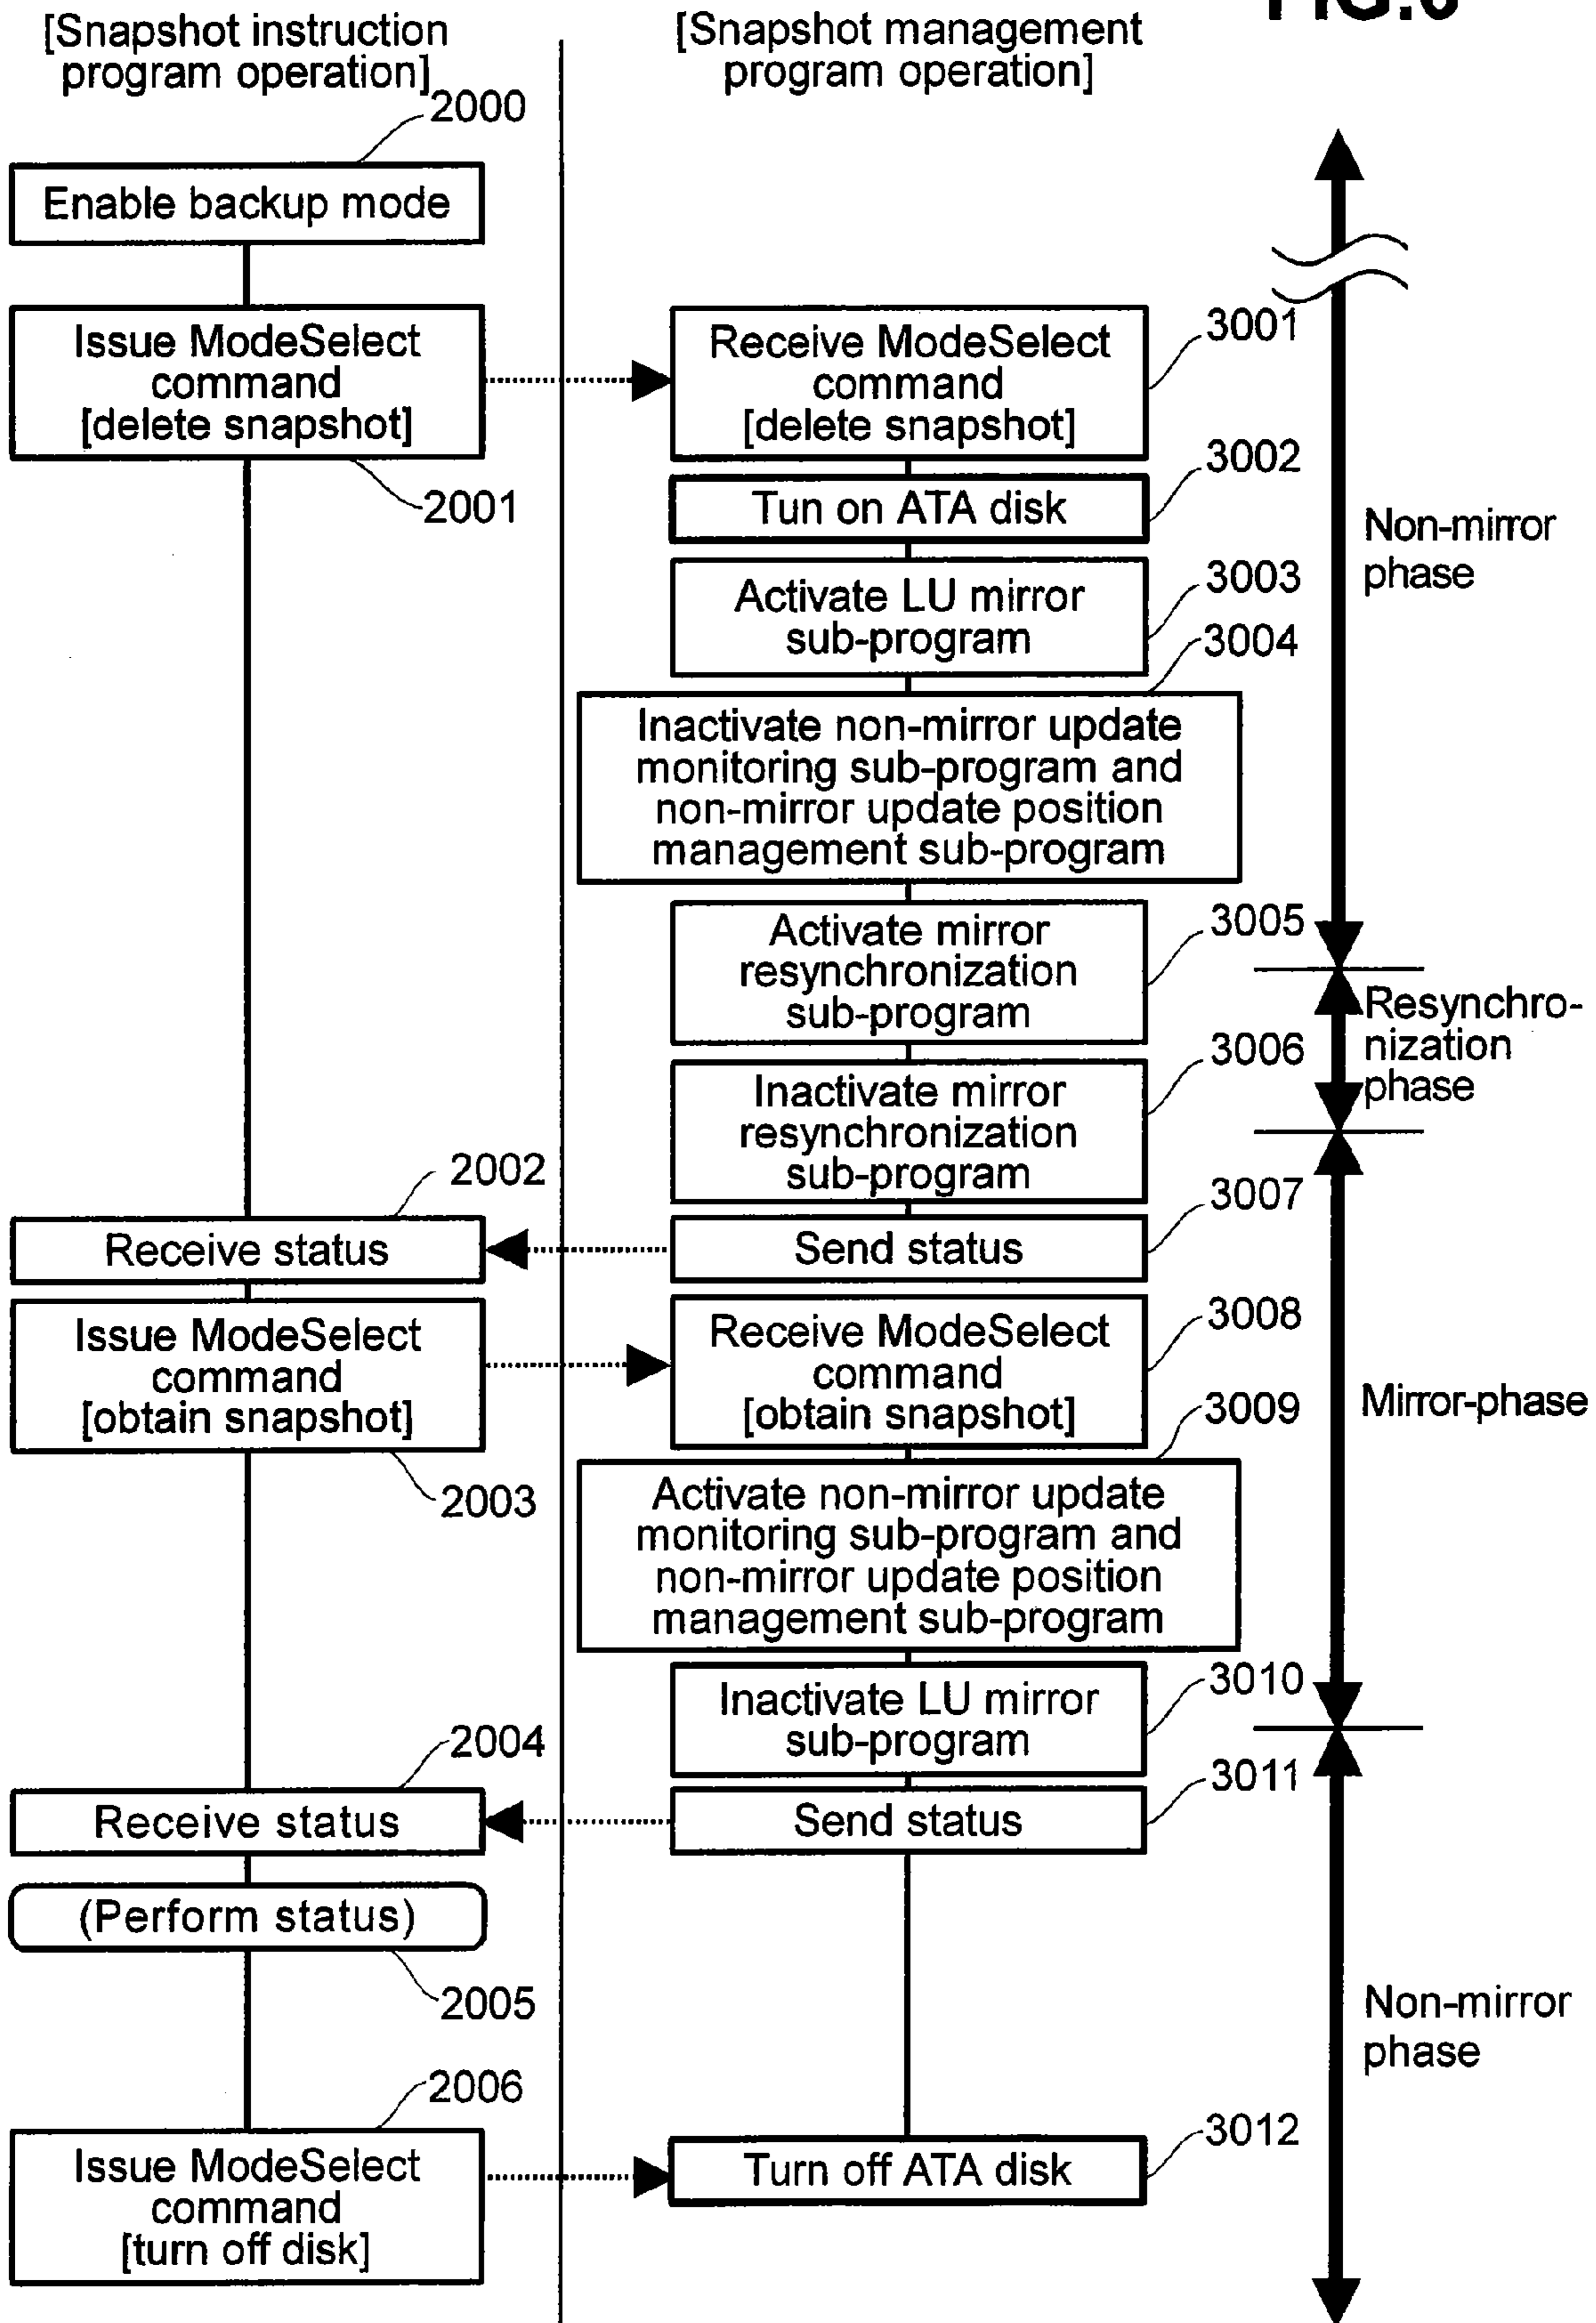 [Snapshot instruction
program operation]
[Snapshot management
program operation]
2000
Enable backup mode
Issue ModeSelect
command
[delete snapshot]
2001
Receive ModeSelect
command
[delete snapshot]
3001
Tun on ATA disk
3002
Activate LU mirror
sub-program
3003
Inactivate non-mirror update
monitoring sub-program and
non-mirror update position
management sub-program
3004
Non-mirror
phase
Activate mirror
resynchronization
sub-program
3005
Resynchro-
nization
phase
Inactivate mirror
resynchronization
sub-program
3006
2002
Receive status
Send status
3007
Issue ModeSelect
command
[obtain snapshot]
2003
Receive ModeSelect
command
[obtain snapshot]
3008
Mirror-phase
Activate non-mirror update
monitoring sub-program and
non-mirror update position
management sub-program
3009
Inactivate LU mirror
sub-program
3010
2004
Receive status
Send status
3011
(Perform status)
2005
Non-mirror
phase
2006
Issue ModeSelect
command
[turn off disk]
Turn off ATA disk
3012